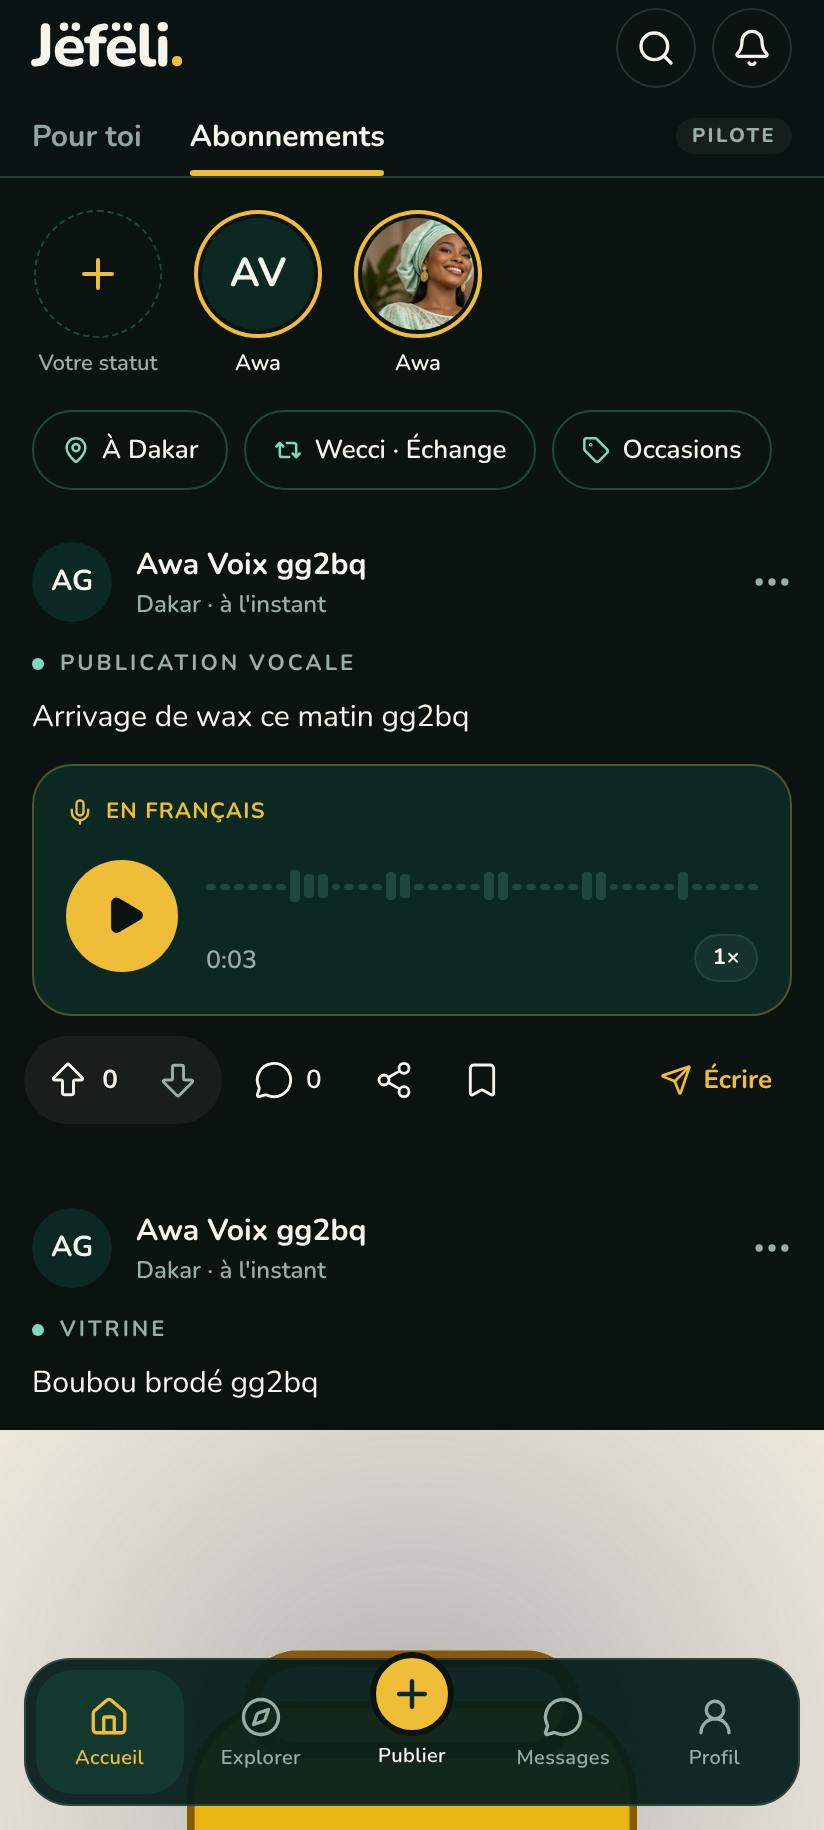 Jëfëli.
Pour toi
Abonnements
PILOTE
AV
Votre statut
Awa
Awa
À Dakar
Wecci · Échange
Occasions
AG
Awa Voix gg2bq
Dakar · à l'instant
PUBLICATION VOCALE
Arrivage de wax ce matin gg2bq
EN FRANÇAIS
0:03
1×
0
0
Écrire
AG
Awa Voix gg2bq
Dakar · à l'instant
VITRINE
Boubou brodé gg2bq
Accueil
Explorer
Publier
Messages
Profil